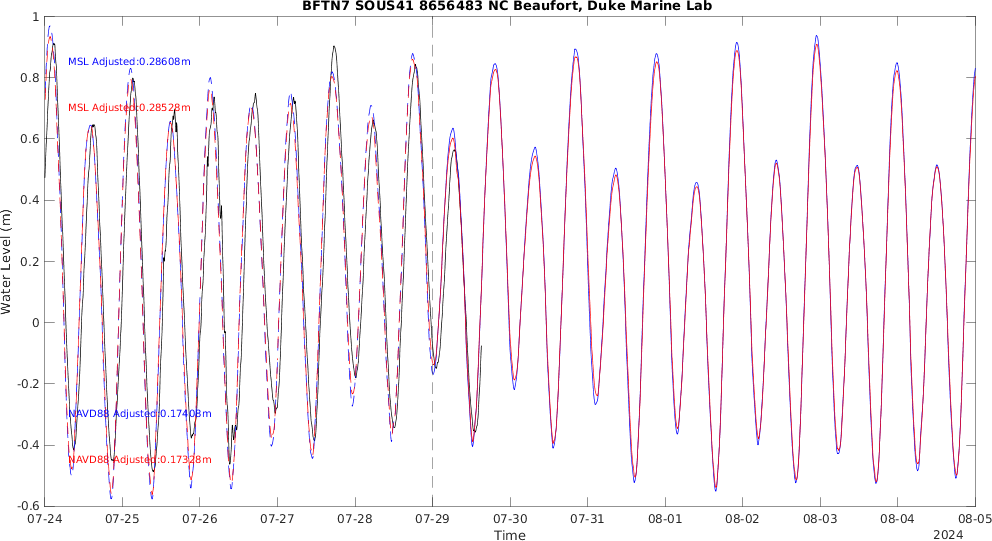 BFTN7 SOUS41 8656483 NC Beaufort, Duke Marine Lab
1
0.8
0.6
0.4
0.2
0
-0.2
-0.4
-0.6
Water Level (m)
MSL Adjusted:0.28608m
MSL Adjusted:0.28528m
NAVD88 Adjusted:0.17408m
NAVD88 Adjusted:0.17328m
07-24 07-25 07-26 07-27 07-28 07-29 07-30 07-31 08-01 08-02 08-03 08-04 08-05
Time
2024